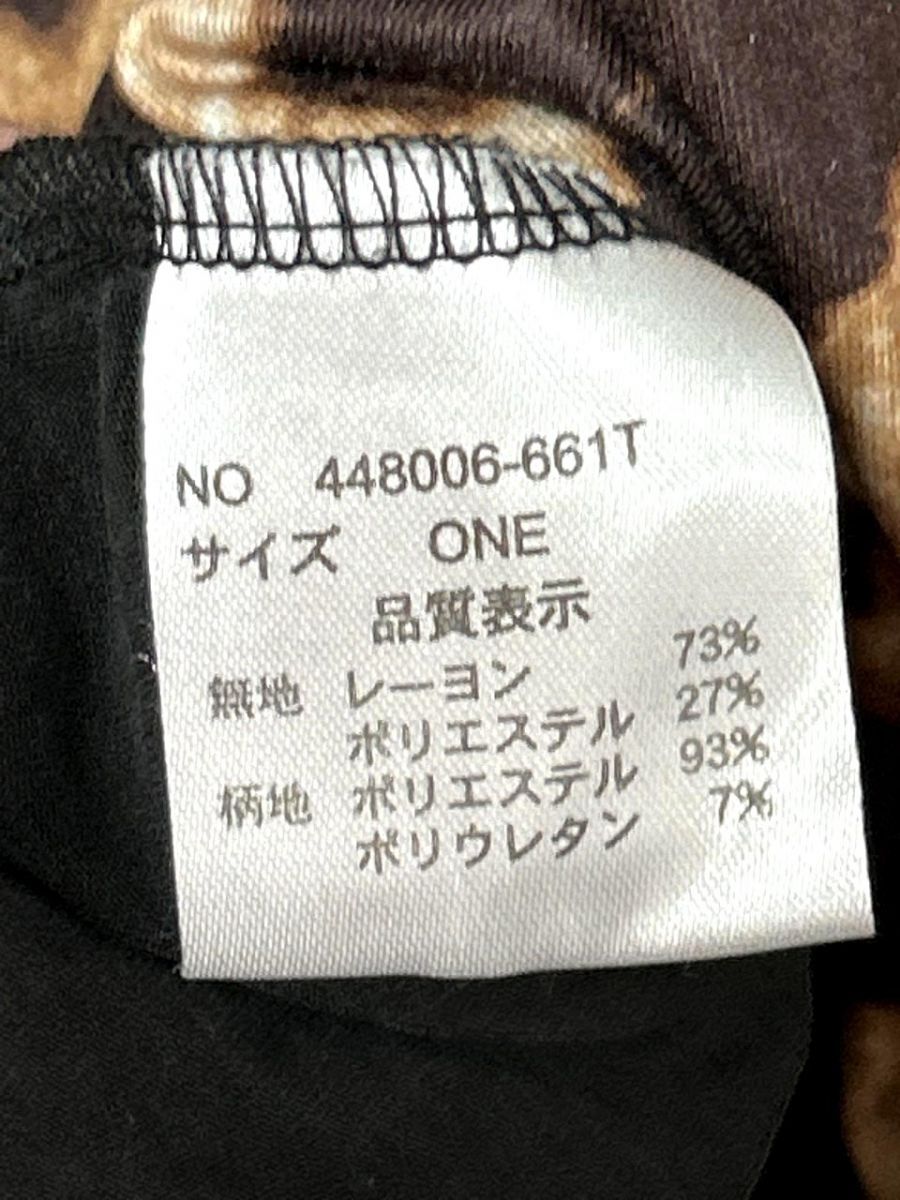 NO 448006-661T
サイズ ONE
品質表示
無地 レーヨン 73%
ポリエステル 27%
柄地 ポリエステル 93%
ポリウレタン 7%